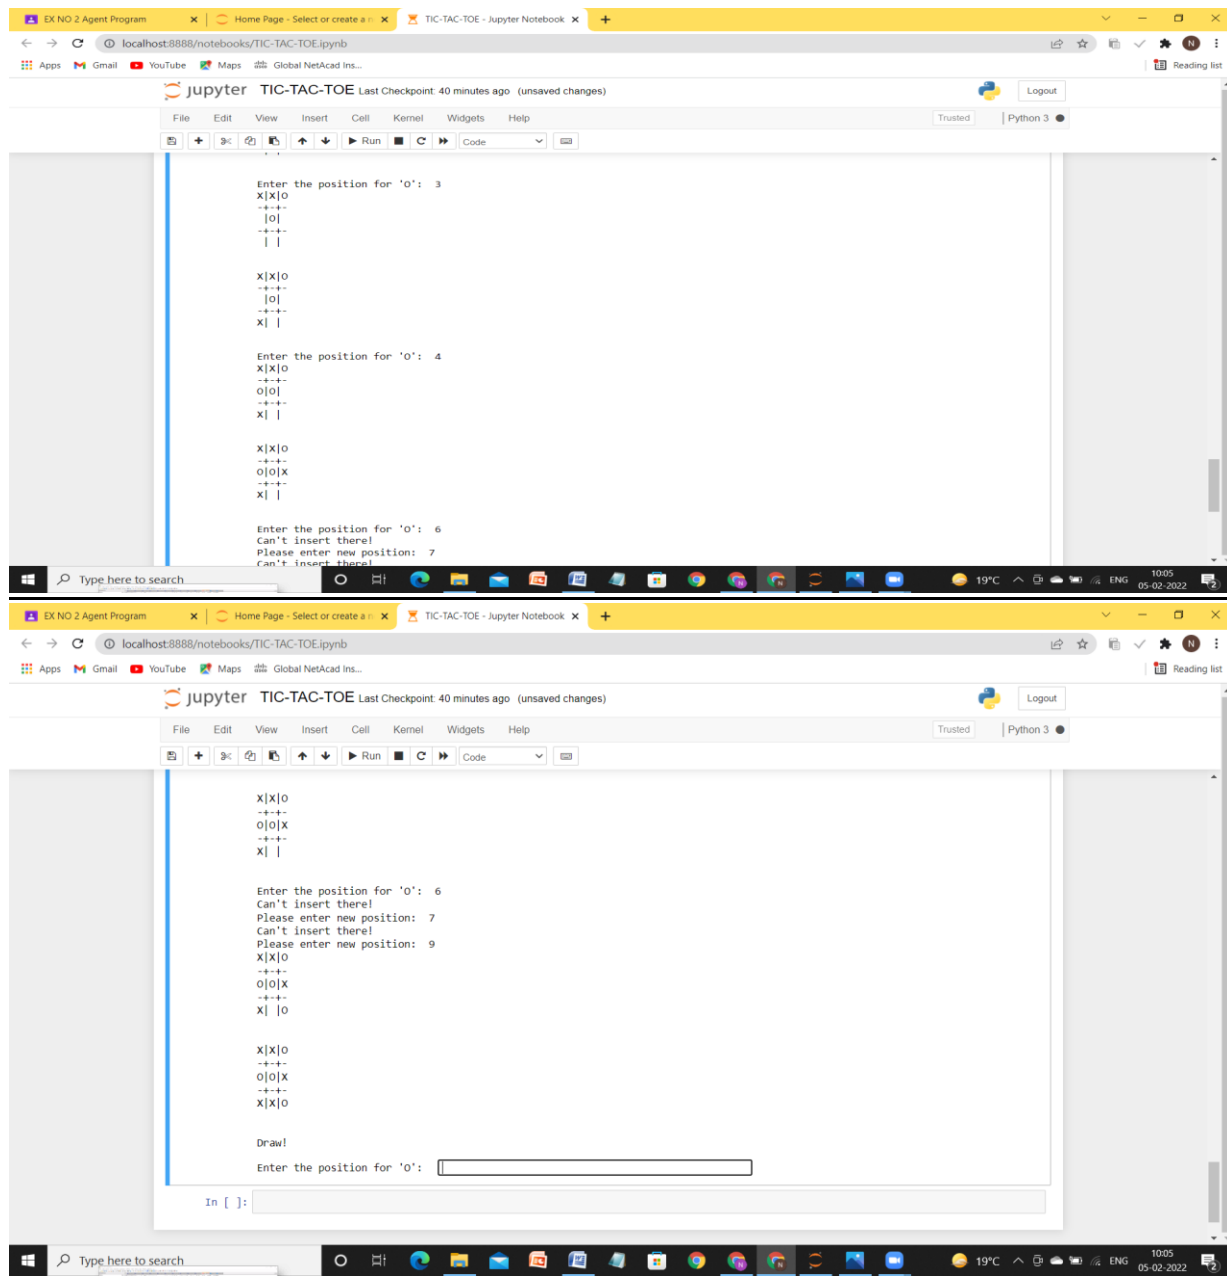 EX NO 2 Agent Program
Home Page - Select or create a n
TIC-TAC-TOE - Jupyter Notebook
localhost:8888/notebooks/TIC-TAC-TOE.ipynb
Apps Gmail YouTube Maps Global NetAcad Ins... Reading list
jupyter TIC-TAC-TOE Last Checkpoint: 40 minutes ago (unsaved changes) Logout
File Edit View Insert Cell Kernel Widgets Help Trusted Python 3
Run Code
Enter the position for 'O': 3
X|X|O
-+-+-
 |O|
-+-+-
 | |
X|X|O
-+-+-
 |O|
-+-+-
X| |
Enter the position for 'O': 4
X|X|O
-+-+-
O|O|
-+-+-
X| |
X|X|O
-+-+-
O|O|X
-+-+-
X| |
Enter the position for 'O': 6
Can't insert there!
Please enter new position: 7
Can't insert there!
Type here to search 19°C ENG 10:05
05-02-2022
EX NO 2 Agent Program
Home Page - Select or create a n
TIC-TAC-TOE - Jupyter Notebook
localhost:8888/notebooks/TIC-TAC-TOE.ipynb
Apps Gmail YouTube Maps Global NetAcad Ins... Reading list
jupyter TIC-TAC-TOE Last Checkpoint: 40 minutes ago (unsaved changes) Logout
File Edit View Insert Cell Kernel Widgets Help Trusted Python 3
Run Code
X|X|O
-+-+-
O|O|X
-+-+-
X| |
Enter the position for 'O': 6
Can't insert there!
Please enter new position: 7
Can't insert there!
Please enter new position: 9
X|X|O
-+-+-
O|O|X
-+-+-
X| |O
X|X|O
-+-+-
O|O|X
-+-+-
X|X|O
Draw!
Enter the position for 'O':
In [ ]:
Type here to search 19°C ENG 10:05
05-02-2022